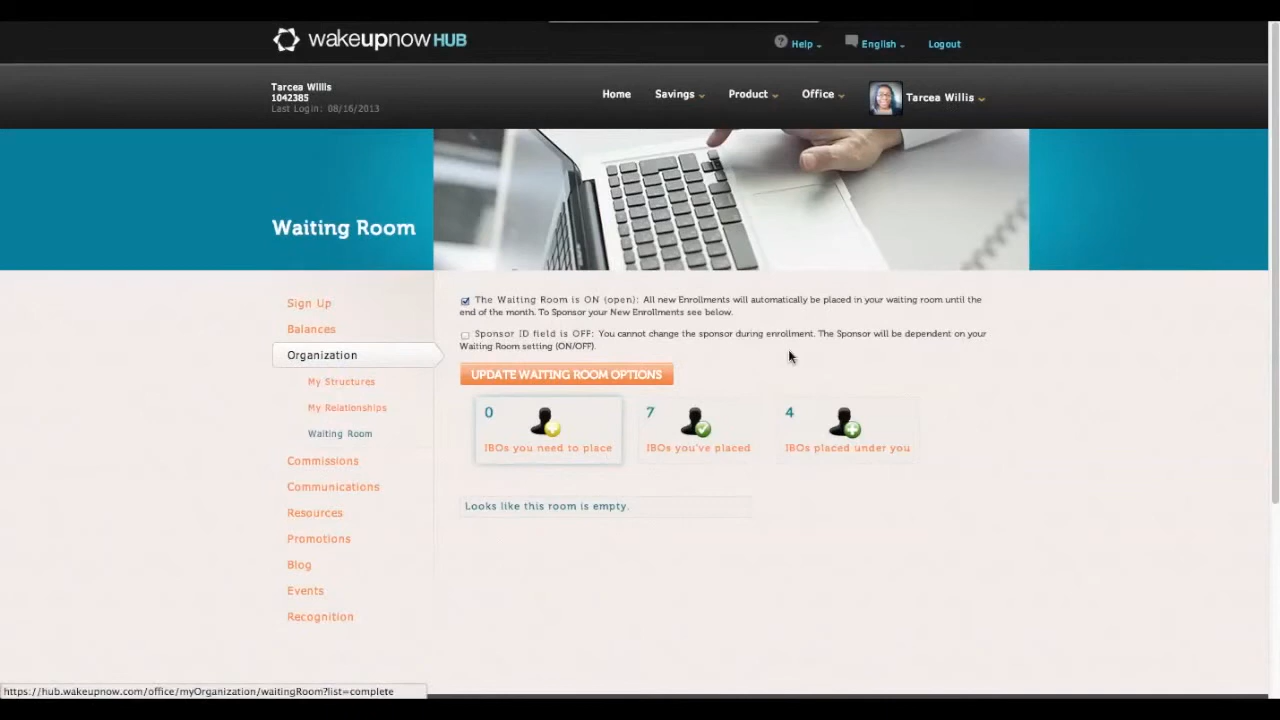 wakeupnow HUB
Help
English
Logout
Tarcea Willis
1042385
Last Login: 08/16/2013
Home
Savings
Product
Office
Tarcea Willis
Waiting Room
Sign Up
Balances
Organization
My Structures
My Relationships
Waiting Room
Commissions
Communications
Resources
Promotions
Blog
Events
Recognition
The Waiting Room is ON (open): All new Enrollments will automatically be placed in your waiting room until the
end of the month. To Sponsor your New Enrollments see below.
Sponsor ID field is OFF: You cannot change the sponsor during enrollment. The Sponsor will be dependent on your
Waiting Room setting (ON/OFF).
UPDATE WAITING ROOM OPTIONS
0
IBOs you need to place
7
IBOs you've placed
4
IBOs placed under you
Looks like this room is empty.
https://hub.wakeupnow.com/office/myOrganization/waitingRoom?list=complete